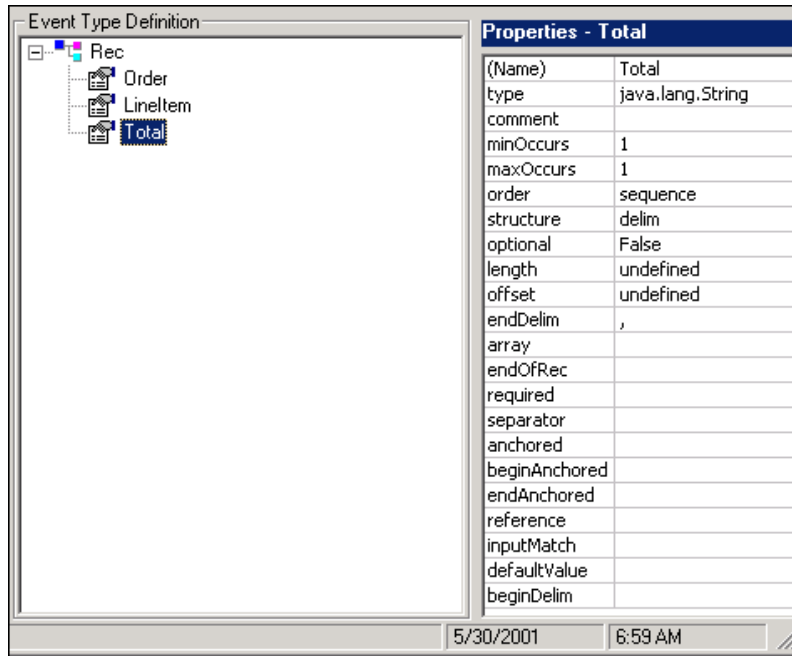 Event Type Definition
Rec
Order
LineItem
Total
Properties - Total
(Name) Total
type java.lang.String
comment
minOccurs 1
maxOccurs 1
order sequence
structure delim
optional False
length undefined
offset undefined
endDelim ,
array
endOfRec
required
separator
anchored
beginAnchored
endAnchored
reference
inputMatch
defaultValue
beginDelim
5/30/2001 6:59 AM